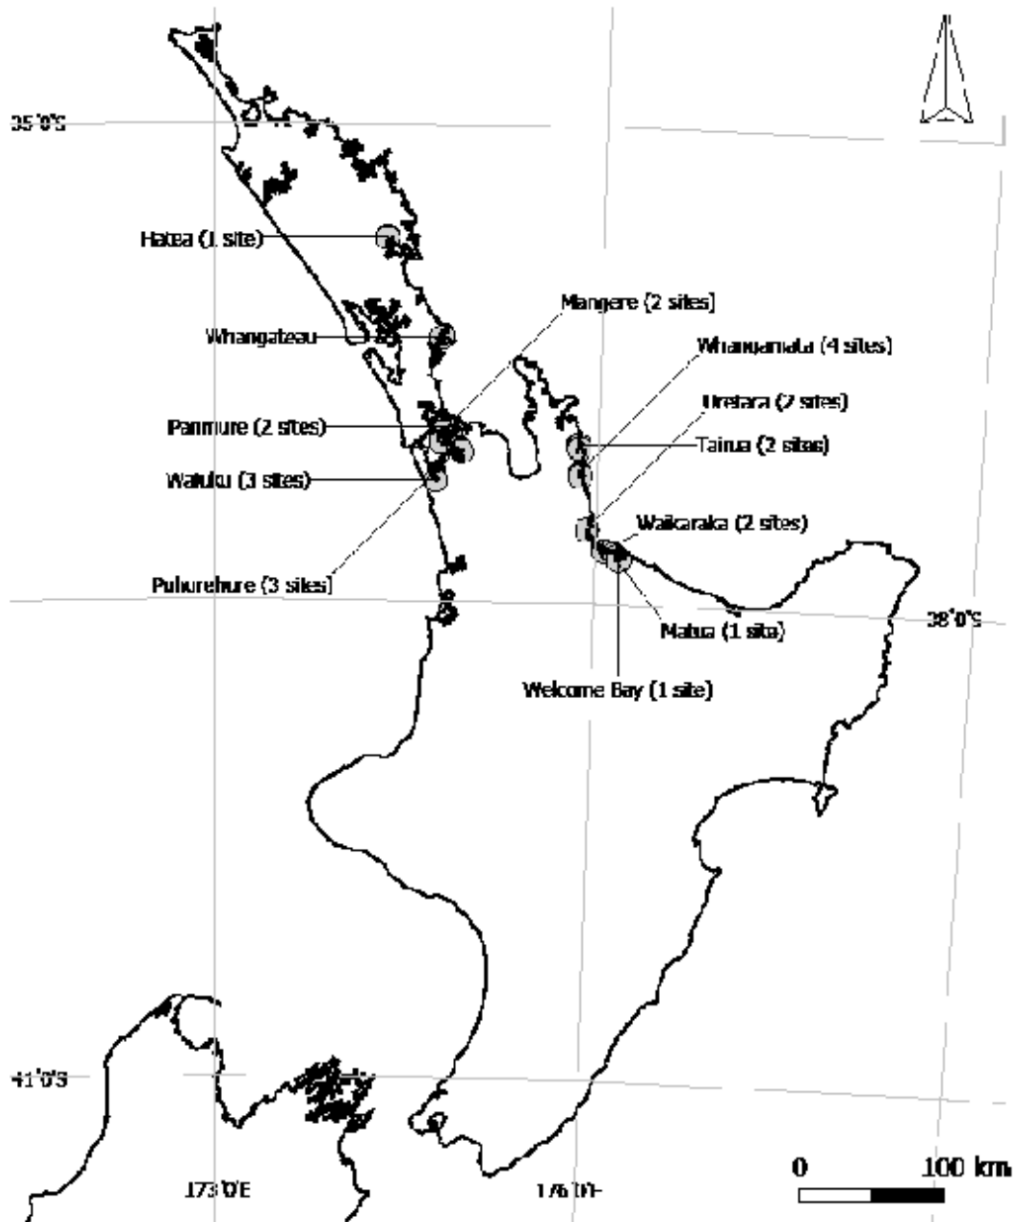 35°0'S
Hatea (1 site)
Mangere (2 sites)
Whangateau
Whangamata (4 sites)
Uretara (2 sites)
Panmure (2 sites)
Tairua (2 sites)
Waiuku (3 sites)
Waikaraka (2 sites)
Puhurehure (3 sites)
38°0'S
Matua (1 site)
Welcome Bay (1 site)
41°0'S
0 100 km
173°0'E
176°0'E